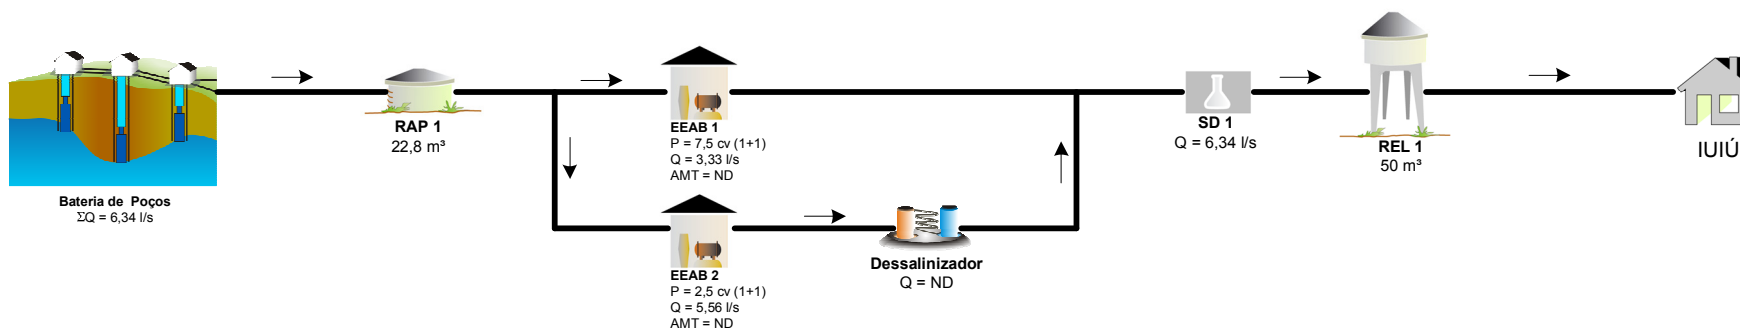 Bateria de Poços
ΣQ = 6,34 l/s
RAP 1
22,8 m³
EEAB 1
P = 7,5 cv (1+1)
Q = 3,33 l/s
AMT = ND
EEAB 2
P = 2,5 cv (1+1)
Q = 5,56 l/s
AMT = ND
Dessalinizador
Q = ND
SD 1
Q = 6,34 l/s
REL 1
50 m³
IUIÚ